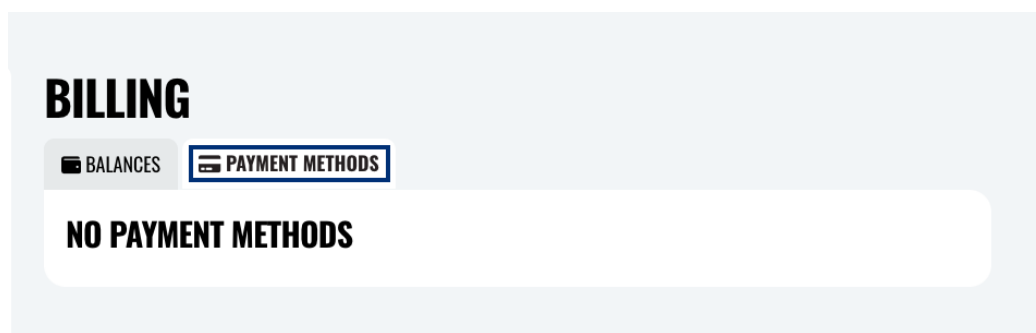 BILLING
BALANCES PAYMENT METHODS
NO PAYMENT METHODS